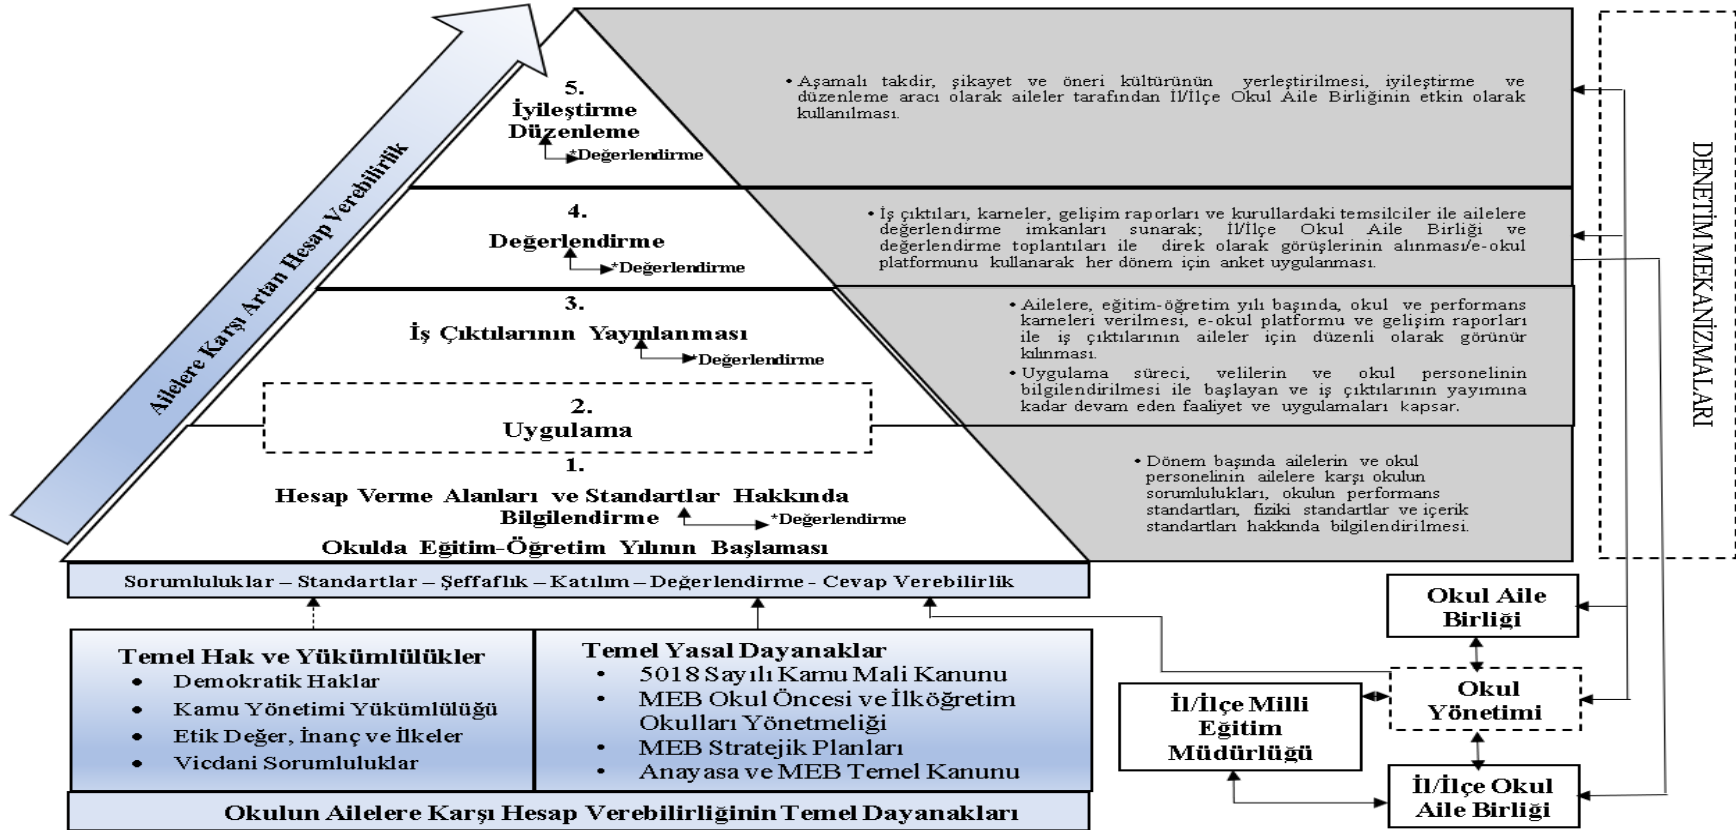 Ailelere Karşı Artan Hesap Verebilirlik
5.
İyileştirme
Düzenleme
*Değerlendirme
• Aşamalı takdir, şikayet ve öneri kültürünün yerleştirilmesi, iyileştirme ve
düzenleme aracı olarak aileler tarafından İl/İlçe Okul Aile Birliğinin etkin olarak
kullanılması.
4.
Değerlendirme
*Değerlendirme
• İş çıktıları, karneler, gelişim raporları ve kurullardaki temsilciler ile ailelere
değerlendirme imkanları sunarak; İl/İlçe Okul Aile Birliği ve
değerlendirme toplantıları ile direk olarak görüşlerinin alınması/e-okul
platformunu kullanarak her dönem için anket uygulanması.
3.
İş Çıktılarının Yayınlanması
*Değerlendirme
• Ailelere, eğitim-öğretim yılı başında, okul ve performans
karneleri verilmesi, e-okul platformu ve gelişim raporları
ile iş çıktılarının aileler için düzenli olarak görünür
kılınması.
• Uygulama süreci, velilerin ve okul personelinin
bilgilendirilmesi ile başlayan ve iş çıktılarının yayımına
kadar devam eden faaliyet ve uygulamaları kapsar.
2.
Uygulama
1.
Hesap Verme Alanları ve Standartlar Hakkında
Bilgilendirme
*Değerlendirme
Okulda Eğitim-Öğretim Yılının Başlaması
• Dönem başında ailelerin ve okul
personelinin ailelere karşı okulun
sorumlulukları, okulun performans
standartları, fiziki standartlar ve içerik
standartları hakkında bilgilendirilmesi.
DENETİM MEKANİZMALARI
Sorumluluklar – Standartlar – Şeffaflık – Katılım – Değerlendirme - Cevap Verebilirlik
Temel Hak ve Yükümlülükler
• Demokratik Haklar
• Kamu Yönetimi Yükümlülüğü
• Etik Değer, İnanç ve İlkeler
• Vicdani Sorumluluklar
Temel Yasal Dayanaklar
• 5018 Sayılı Kamu Mali Kanunu
• MEB Okul Öncesi ve İlköğretim
Okulları Yönetmeliği
• MEB Stratejik Planları
• Anayasa ve MEB Temel Kanunu
Okulun Ailelere Karşı Hesap Verebilirliğinin Temel Dayanakları
Okul Aile
Birliği
Okul
Yönetimi
İl/İlçe Milli
Eğitim
Müdürlüğü
İl/İlçe Okul
Aile Birliği